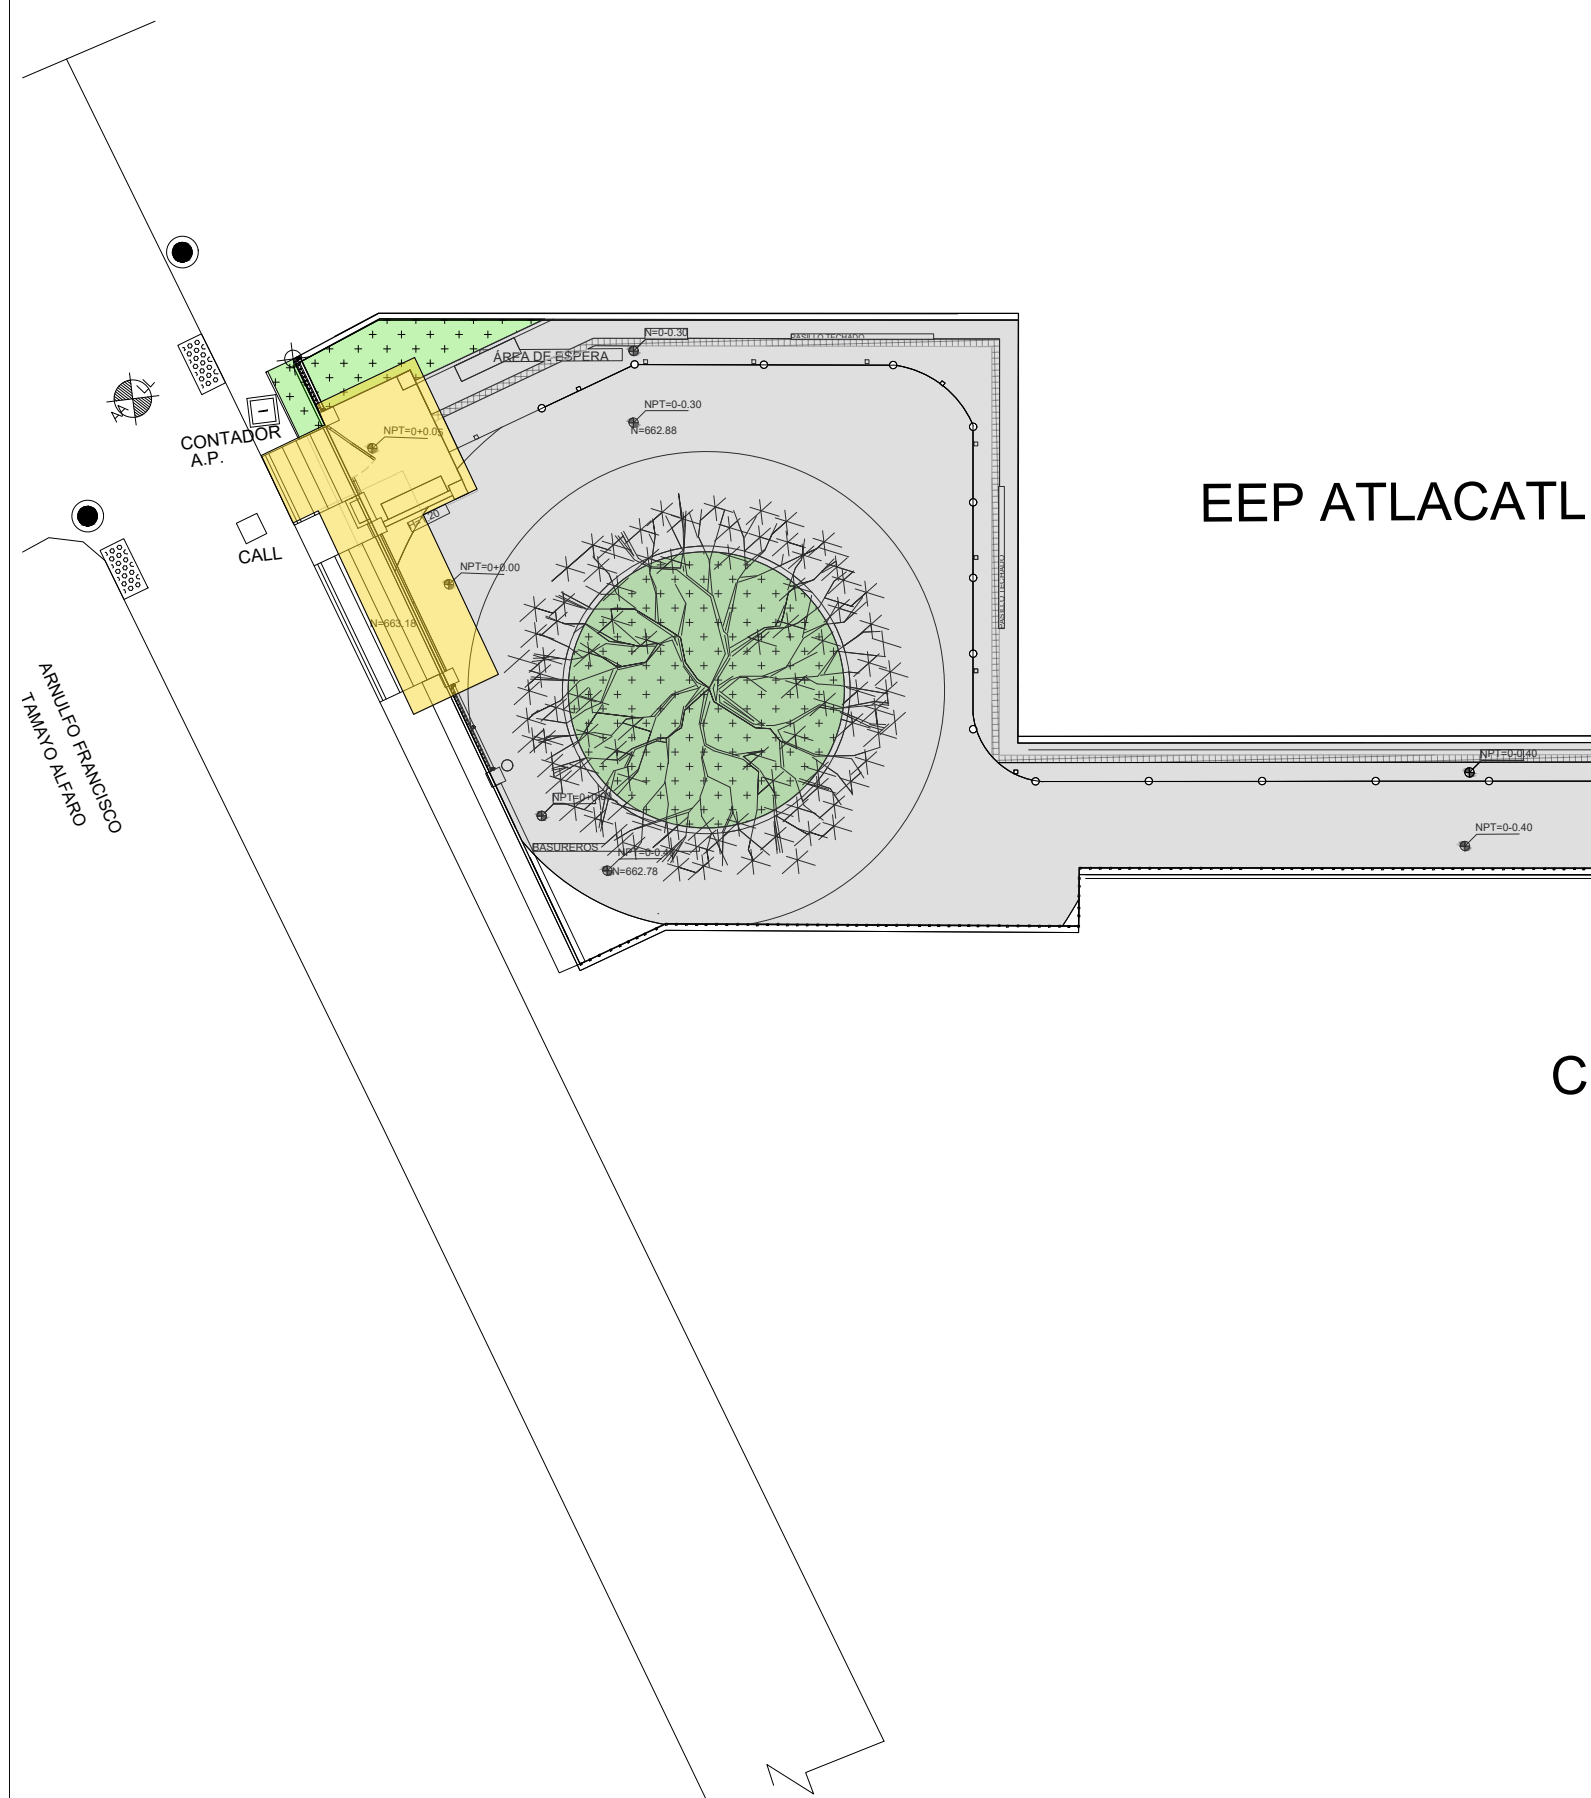 N=0-0.30
PASILLO TECHADO
ÁREA DE ESPERA
NPT=0-0.30
N=662.88
NPT=0+0.05
CONTADOR
A.P.
CALL
EEP ATLACATL
NPT=0+0.00
PASILLO TECHADO
N=663.18
ARNULFO FRANCISCO
TAMAYO ALFARO
NPT=0-0.40
NPT=0-0.40
BASUREROS
N=662.78
C